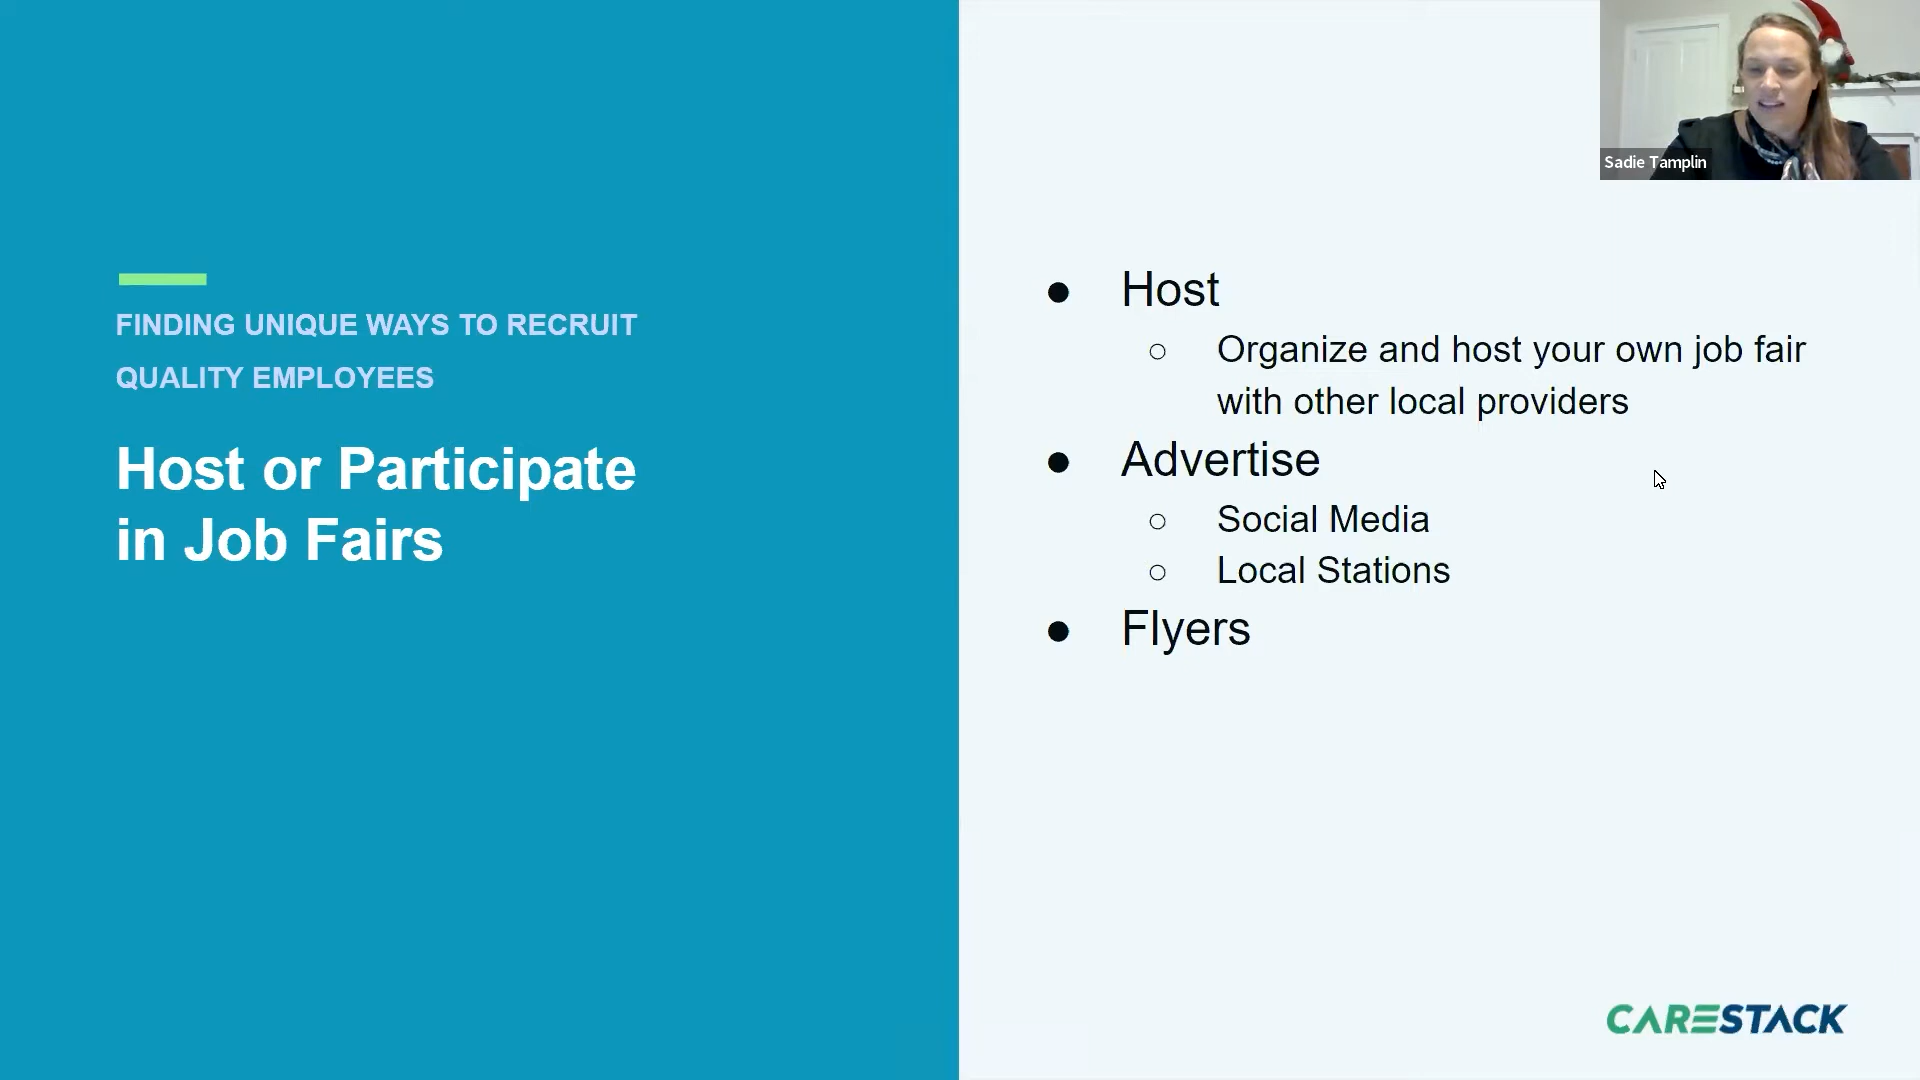 FINDING UNIQUE WAYS TO RECRUIT
QUALITY EMPLOYEES
Host or Participate
in Job Fairs
● Host
○ Organize and host your own job fair
with other local providers
● Advertise
○ Social Media
○ Local Stations
● Flyers
Sadie Tamplin
CARESTACK